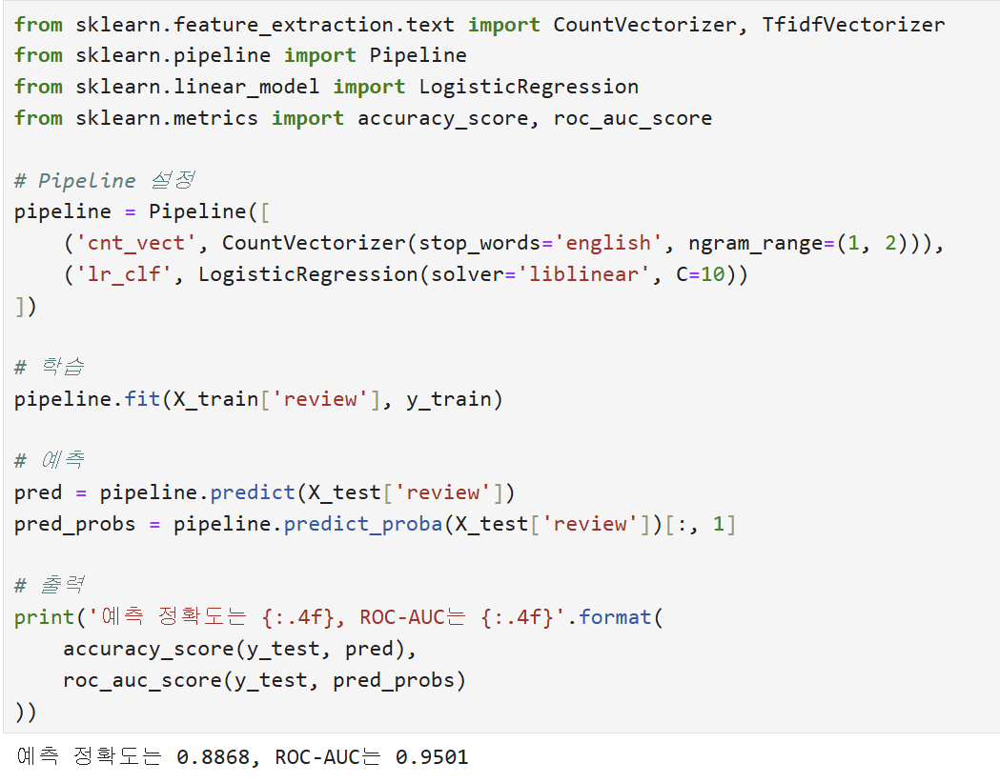 from sklearn.feature_extraction.text import CountVectorizer, TfidfVectorizer
from sklearn.pipeline import Pipeline
from sklearn.linear_model import LogisticRegression
from sklearn.metrics import accuracy_score, roc_auc_score

# Pipeline 설정
pipeline = Pipeline([
    ('cnt_vect', CountVectorizer(stop_words='english', ngram_range=(1, 2))),
    ('lr_clf', LogisticRegression(solver='liblinear', C=10))
])

# 학습
pipeline.fit(X_train['review'], y_train)

# 예측
pred = pipeline.predict(X_test['review'])
pred_probs = pipeline.predict_proba(X_test['review'])[:, 1]

# 출력
print('예측 정확도는 {:.4f}, ROC-AUC는 {:.4f}'.format(
    accuracy_score(y_test, pred),
    roc_auc_score(y_test, pred_probs)
))
예측 정확도는 0.8868, ROC-AUC는 0.9501